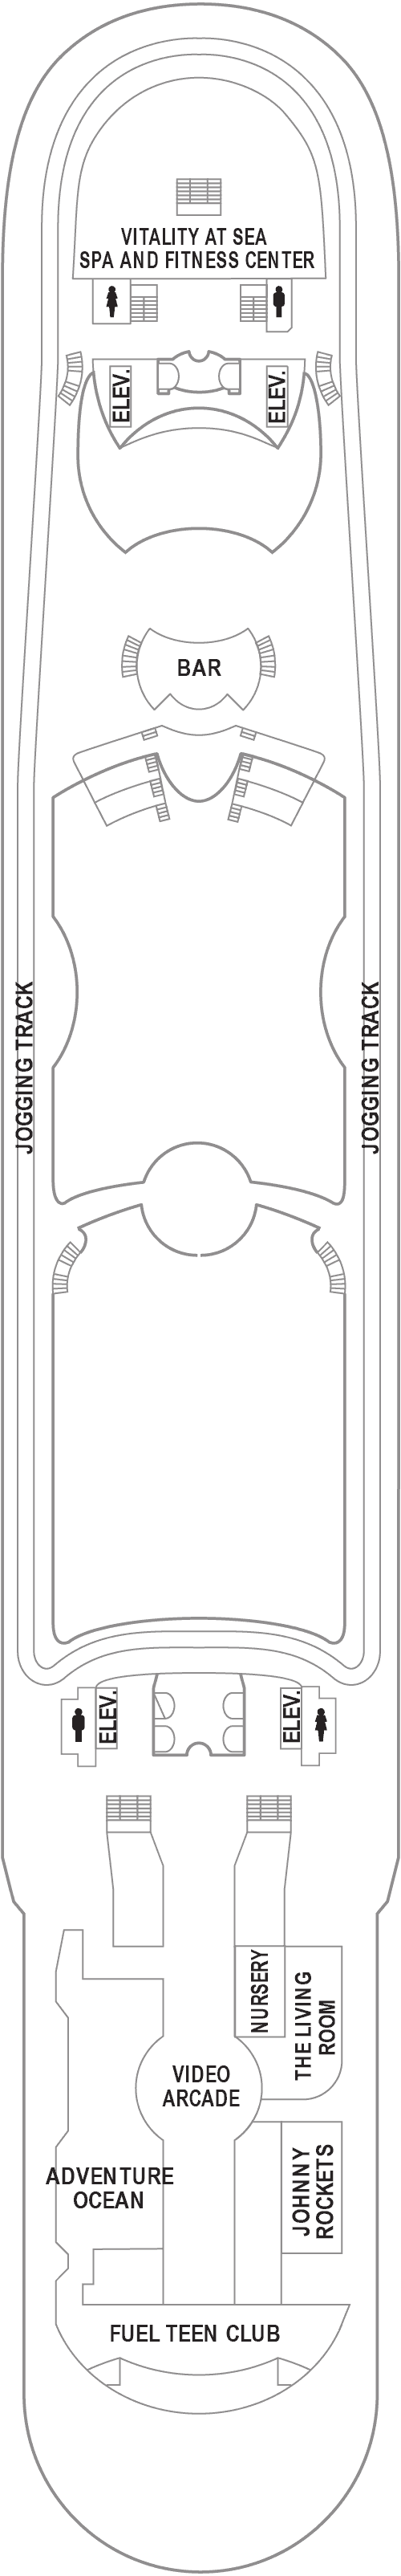 VITALITY AT SEA
SPA AND FITNESS CENTER
ELEV.
ELEV.
BAR
JOGGING TRACK
JOGGING TRACK
ELEV.
ELEV.
NURSERY
THE LIVING
ROOM
VIDEO
ARCADE
ADVENTURE
OCEAN
JOHNNY
ROCKETS
FUEL TEEN CLUB